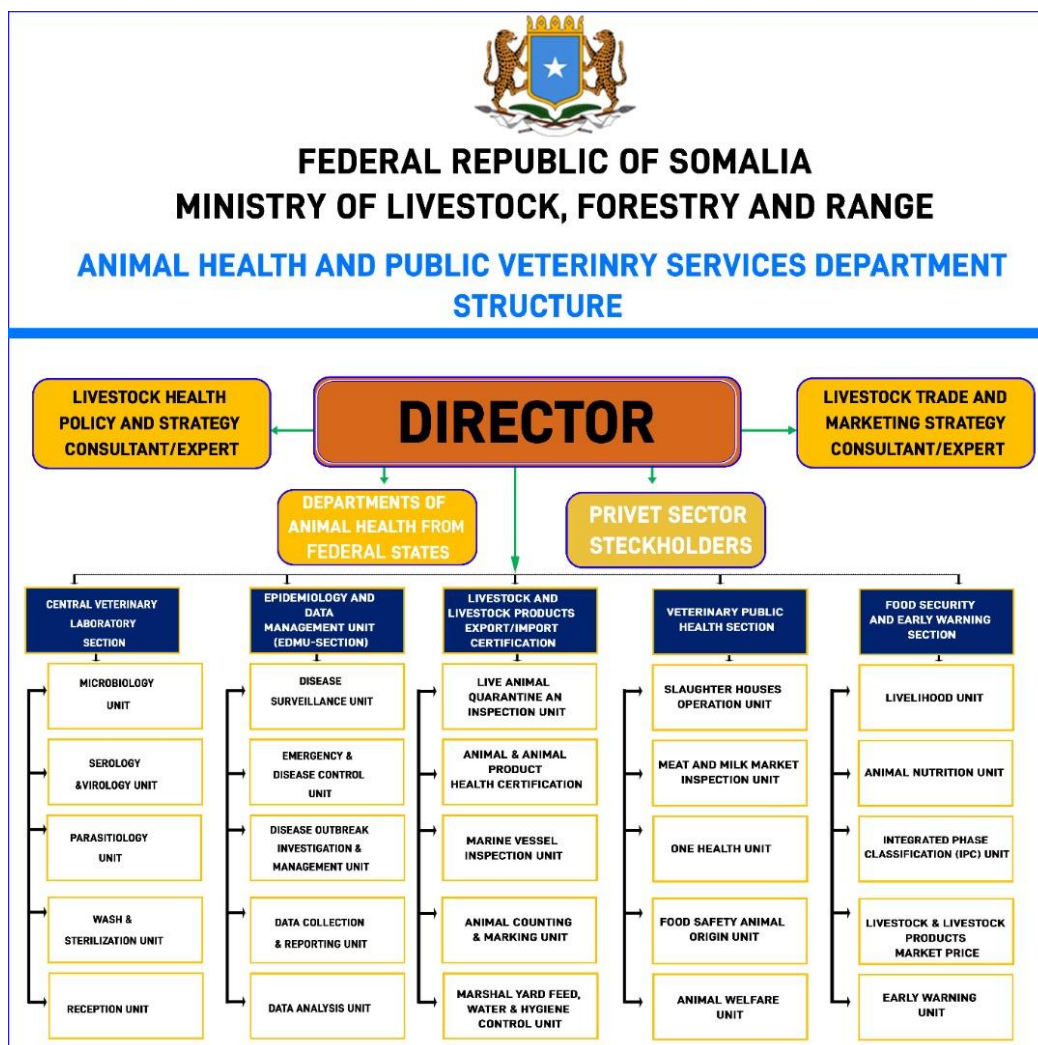 FEDERAL REPUBLIC OF SOMALIA
MINISTRY OF LIVESTOCK, FORESTRY AND RANGE
ANIMAL HEALTH AND PUBLIC VETERINRY SERVICES DEPARTMENT
STRUCTURE
LIVESTOCK HEALTH
POLICY AND STRATEGY
CONSULTANT/EXPERT
DIRECTOR
LIVESTOCK TRADE AND
MARKETING STRATEGY
CONSULTANT/EXPERT
DEPARTMENTS OF
ANIMAL HEALTH FROM
FEDERAL STATES
PRIVET SECTOR
STECKHOLDERS
CENTRAL VETERINARY
LABORATORY
SECTION
MICROBIOLOGY
UNIT
SEROLOGY
&VIROLOGY UNIT
PARASITIOLOGY
UNIT
WASH &
STERILIZATION UNIT
RECEPTION UNIT
EPIDEMIOLOGY AND
DATA
MANAGEMENT UNIT
(EDMU-SECTION)
DISEASE
SURVEILLANCE UNIT
EMERGENCY &
DISEASE CONTROL
UNIT
DISEASE OUTBREAK
INVESTIGATION &
MANAGEMENT UNIT
DATA COLLECTION
& REPORTING UNIT
DATA ANALYSIS UNIT
LIVESTOCK AND
LIVESTOCK PRODUCTS
EXPORT/IMPORT
CERTIFICATION
LIVE ANIMAL
QUARANTINE AN
INSPECTION UNIT
ANIMAL & ANIMAL
PRODUCT
HEALTH CERTIFICATION
MARINE VESSEL
INSPECTION UNIT
ANIMAL COUNTING
& MARKING UNIT
MARSHAL YARD FEED,
WATER & HYGIENE
CONTROL UNIT
VETERINARY PUBLIC
HEALTH SECTION
SLAUGHTER HOUSES
OPERATION UNIT
MEAT AND MILK MARKET
INSPECTION UNIT
ONE HEALTH UNIT
FOOD SAFETY ANIMAL
ORIGIN UNIT
ANIMAL WELFARE
UNIT
FOOD SECURITY
AND EARLY WARNING
SECTION
LIVELIHOOD UNIT
ANIMAL NUTRITION UNIT
INTEGRATED PHASE
CLASSIFICATION (IPC) UNIT
LIVESTOCK & LIVESTOCK
PRODUCTS
MARKET PRICE
EARLY WARNING
UNIT